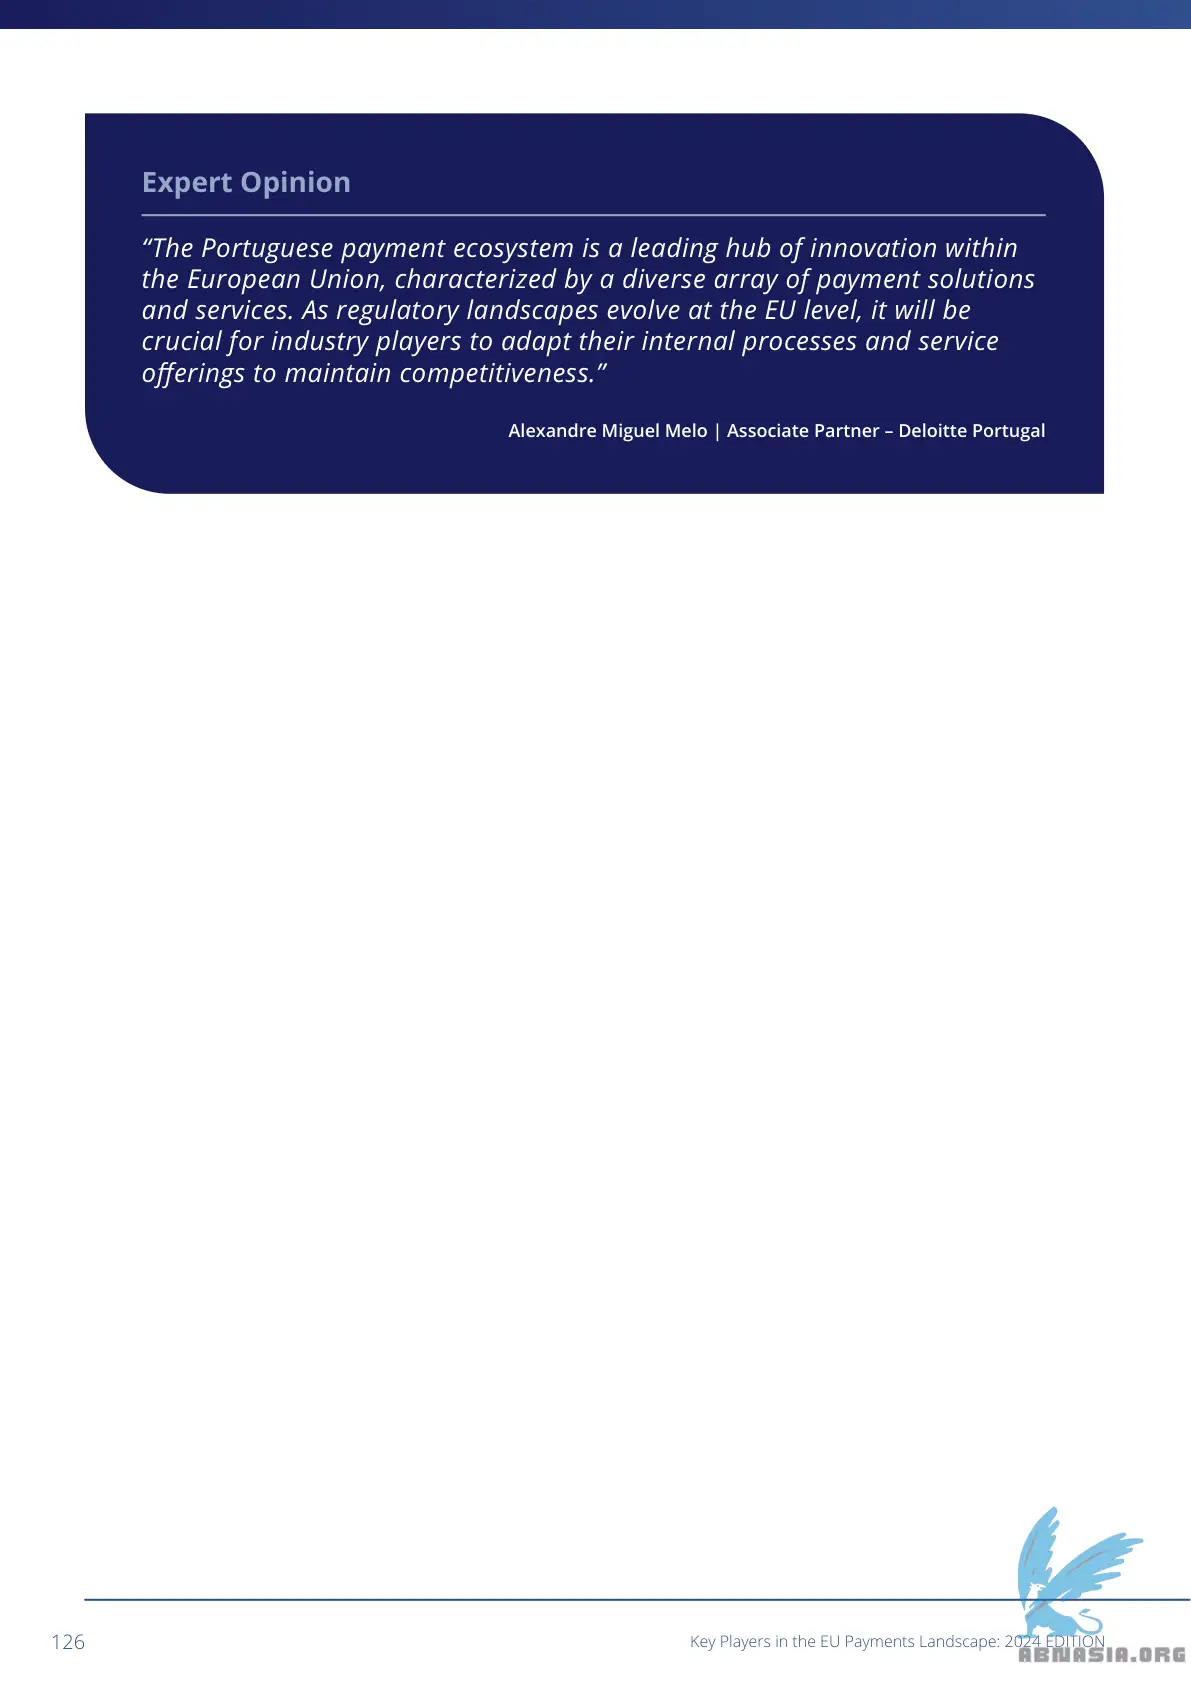 Expert Opinion
“The Portuguese payment ecosystem is a leading hub of innovation within
the European Union, characterized by a diverse array of payment solutions
and services. As regulatory landscapes evolve at the EU level, it will be
crucial for industry players to adapt their internal processes and service
offerings to maintain competitiveness.”
Alexandre Miguel Melo | Associate Partner – Deloitte Portugal
126
Key Players in the EU Payments Landscape: 2024 EDITION
ABNASIA.ORG